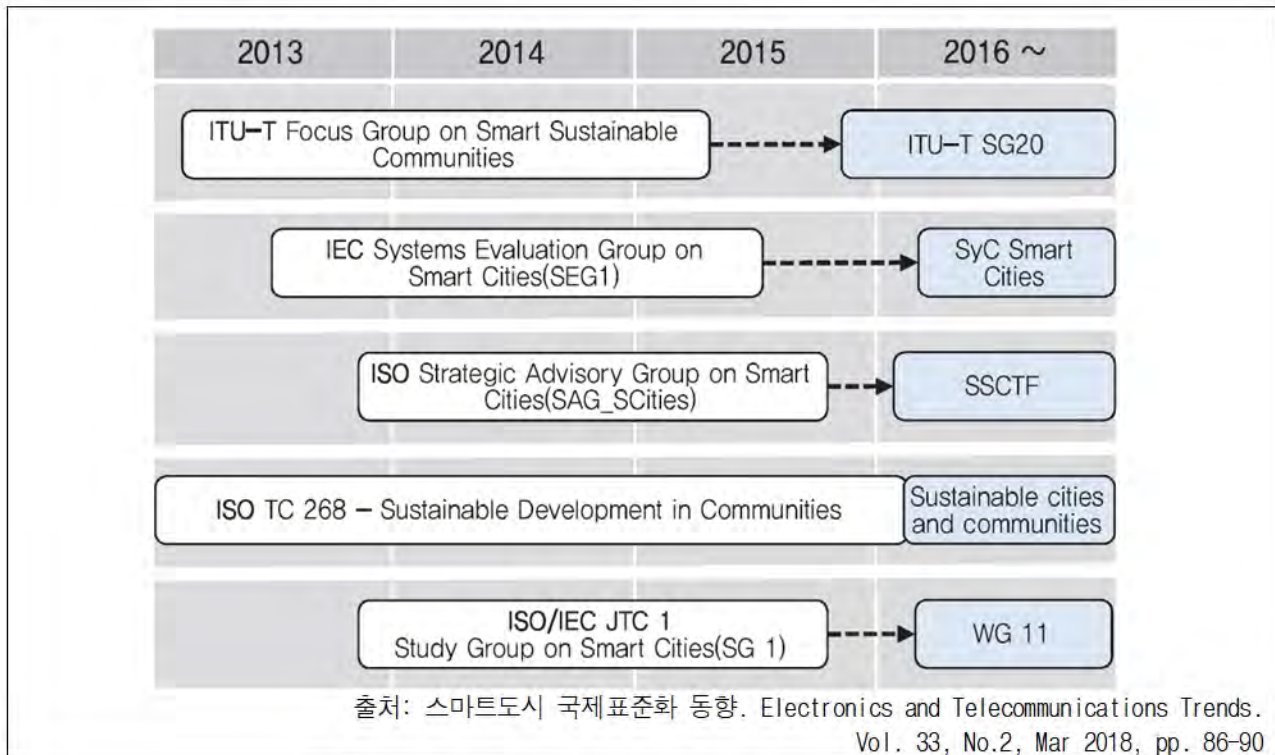 2013 2014 2015 2016 ~
ITU-T Focus Group on Smart Sustainable
Communities
ITU-T SG20
IEC Systems Evaluation Group on
Smart Cities(SEG1)
SyC Smart
Cities
ISO Strategic Advisory Group on Smart
Cities(SAG_SCities)
SSCTF
ISO TC 268 – Sustainable Development in Communities
Sustainable cities
and communities
ISO/IEC JTC 1
Study Group on Smart Cities(SG 1)
WG 11
출처: 스마트도시 국제표준화 동향. Electronics and Telecommunications Trends.
Vol. 33, No.2, Mar 2018, pp. 86-90